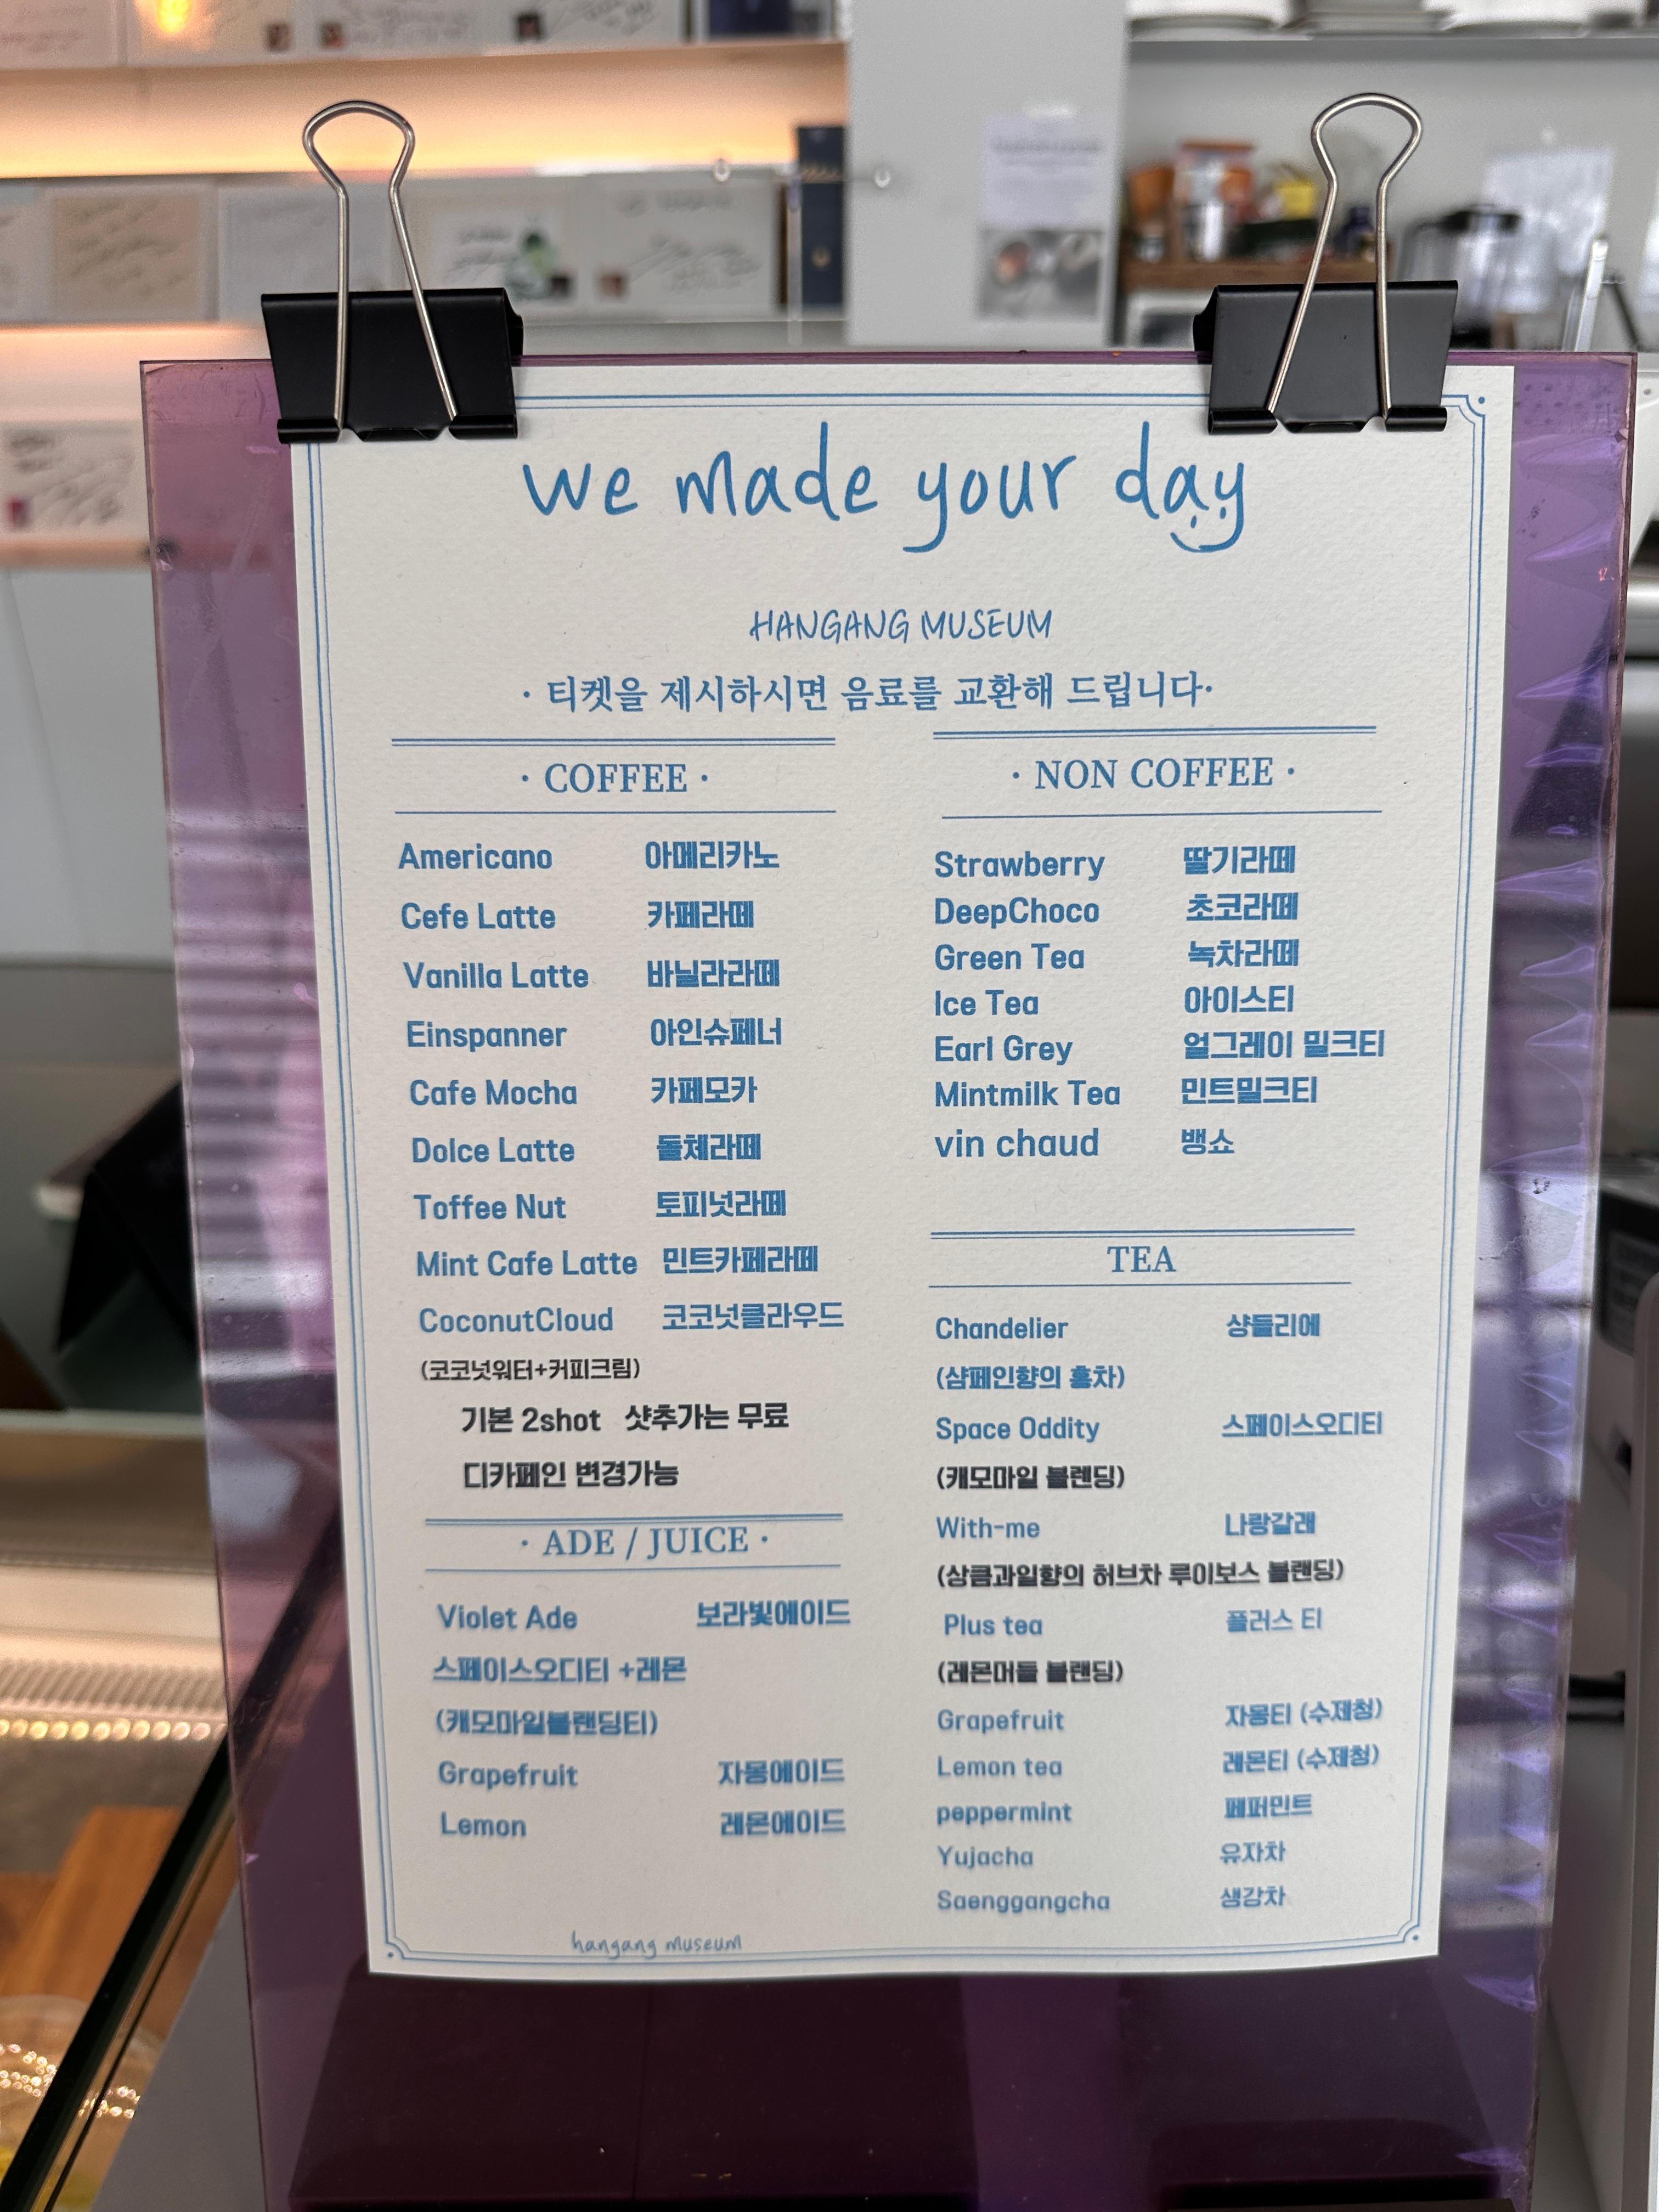 we made your day
HANGANG MUSEUM
· 티켓을 제시하시면 음료를 교환해 드립니다·
· COFFEE ·
Americano 아메리카노
Cefe Latte 카페라떼
Vanilla Latte 바닐라라떼
Einspanner 아인슈페너
Cafe Mocha 카페모카
Dolce Latte 돌체라떼
Toffee Nut 토피넛라떼
Mint Cafe Latte 민트카페라떼
CoconutCloud 코코넛클라우드
(코코넛워터+커피크림)
기본 2shot 샷추가는 무료
디카페인 변경가능
· ADE / JUICE ·
Violet Ade 보라빛에이드
스페이스오디티 +레몬
(캐모마일블랜딩티)
Grapefruit 자몽에이드
Lemon 레몬에이드
· NON COFFEE ·
Strawberry 딸기라떼
DeepChoco 초코라떼
Green Tea 녹차라떼
Ice Tea 아이스티
Earl Grey 얼그레이 밀크티
Mintmilk Tea 민트밀크티
vin chaud 뱅쇼
TEA
Chandelier 샹들리에
(샴페인향의 홍차)
Space Oddity 스페이스오디티
(캐모마일 블렌딩)
With-me 나랑갈래
(상큼과일향의 허브차 루이보스 블랜딩)
Plus tea 플러스 티
(레몬머틀 블랜딩)
Grapefruit 자몽티 (수제청)
Lemon tea 레몬티 (수제청)
peppermint 페퍼민트
Yujacha 유자차
Saenggangcha 생강차
hangang museum